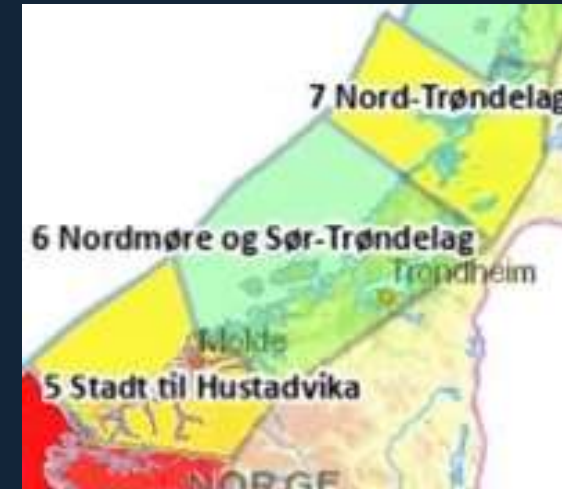 7 Nord-Trøndelag
6 Nordmøre og Sør-Trøndelag
Trondheim
Molde
5 Stadt til Hustadvika
NORGE